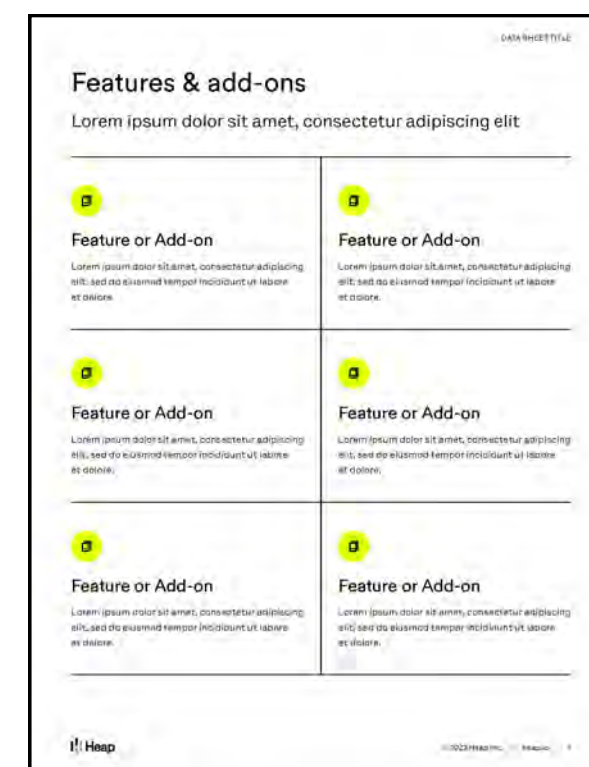 DATA SHEET TITLE
Features & add-ons
Lorem ipsum dolor sit amet, consectetur adipiscing elit
Feature or Add-on
Lorem ipsum dolor sit amet, consectetur adipiscing
elit, sed do eiusmod tempor incididunt ut labore
et dolore.
Feature or Add-on
Lorem ipsum dolor sit amet, consectetur adipiscing
elit, sed do eiusmod tempor incididunt ut labore
et dolore.
Feature or Add-on
Lorem ipsum dolor sit amet, consectetur adipiscing
elit, sed do eiusmod tempor incididunt ut labore
et dolore.
Feature or Add-on
Lorem ipsum dolor sit amet, consectetur adipiscing
elit, sed do eiusmod tempor incididunt ut labore
et dolore.
Feature or Add-on
Lorem ipsum dolor sit amet, consectetur adipiscing
elit, sed do eiusmod tempor incididunt ut labore
et dolore.
Feature or Add-on
Lorem ipsum dolor sit amet, consectetur adipiscing
elit, sed do eiusmod tempor incididunt ut labore
et dolore.
Heap
© 2023 Heap Inc.